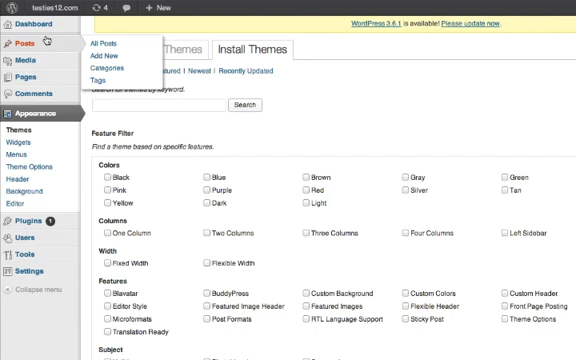 testies12.com 4 + New
WordPress 3.6.1 is available! Please update now.
Dashboard
Posts
All Posts
Add New
Categories
Tags
Media
Pages
Comments
Appearance
Themes
Widgets
Menus
Theme Options
Header
Background
Editor
Plugins 1
Users
Tools
Settings
Collapse menu
Themes Install Themes
Newest | Recently Updated
by keyword.
Search
Feature Filter
Find a theme based on specific features.
Colors
Black Blue Brown Gray Green
Pink Purple Red Silver Tan
Yellow Dark Light
Columns
One Column Two Columns Three Columns Four Columns Left Sidebar
Width
Fixed Width Flexible Width
Features
Blavatar BuddyPress Custom Background Custom Colors Custom Header
Editor Style Featured Image Header Featured Images Flexible Header Front Page Posting
Microformats Post Formats RTL Language Support Sticky Post Theme Options
Translation Ready
Subject